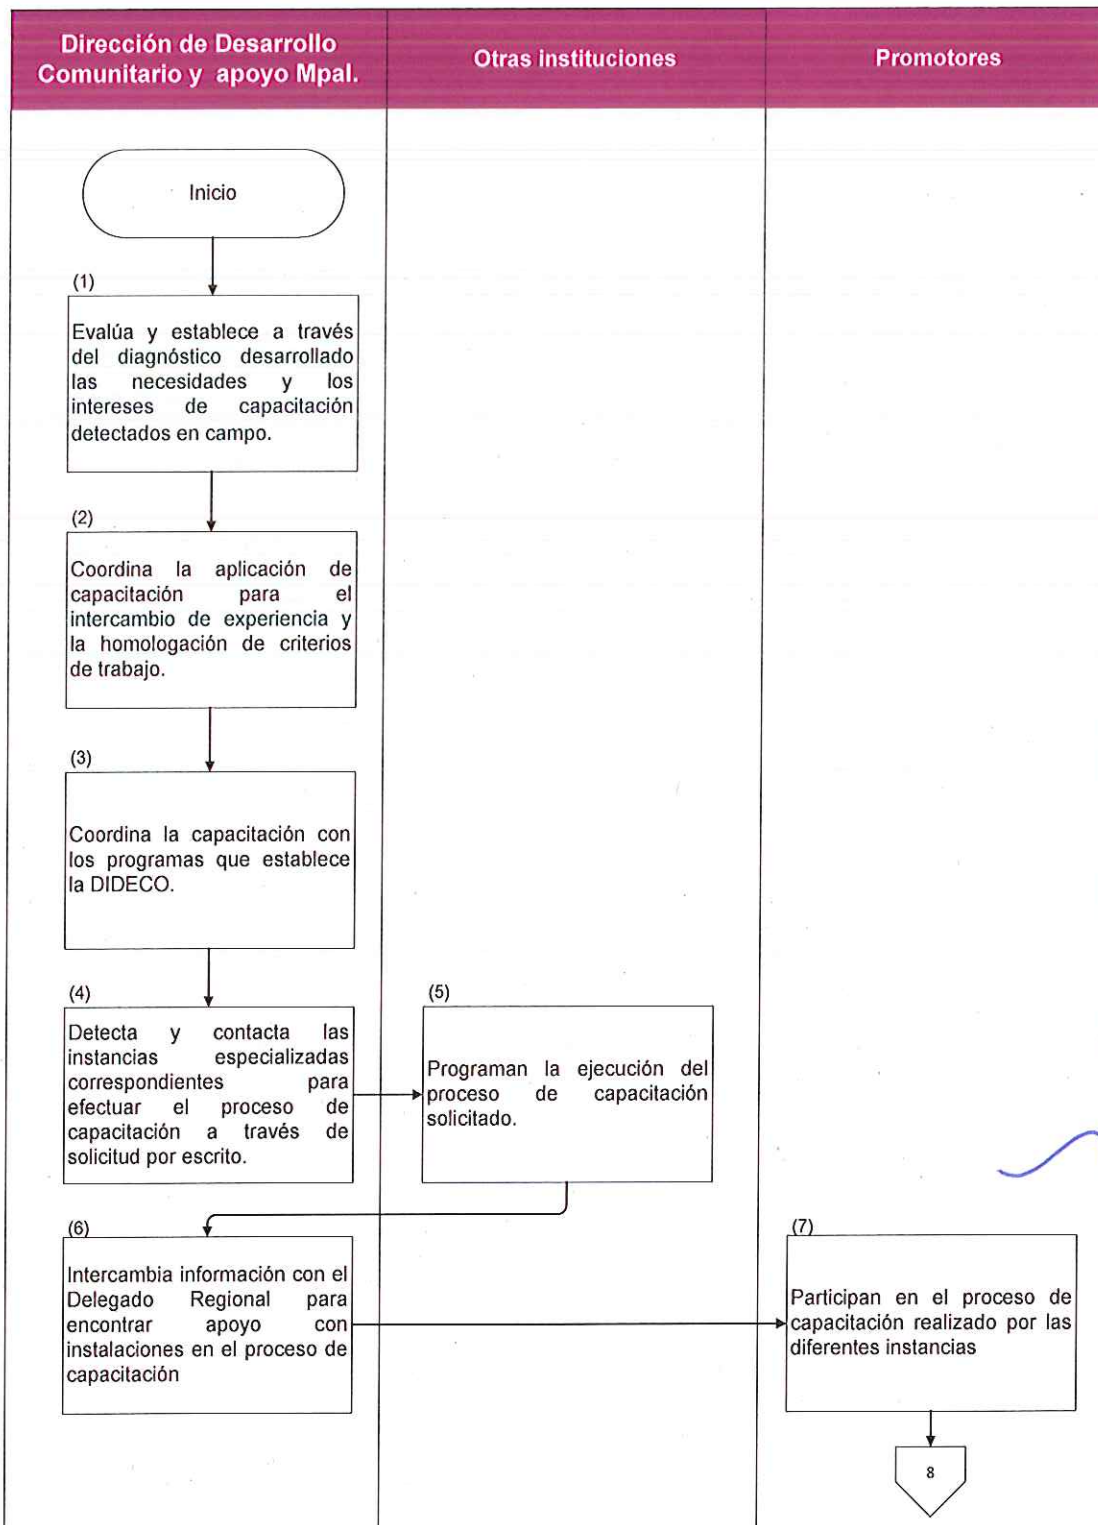 Dirección de Desarrollo
Comunitario y apoyo Mpal.
Otras instituciones
Promotores
Inicio
(1)
Evalúa y establece a través
del diagnóstico desarrollado
las necesidades y los
intereses de capacitación
detectados en campo.
(2)
Coordina la aplicación de
capacitación para el
intercambio de experiencia y
la homologación de criterios
de trabajo.
(3)
Coordina la capacitación con
los programas que establece
la DIDECO.
(4)
Detecta y contacta las
instancias especializadas
correspondientes para
efectuar el proceso de
capacitación a través de
solicitud por escrito.
(5)
Programan la ejecución del
proceso de capacitación
solicitado.
(6)
Intercambia información con el
Delegado Regional para
encontrar apoyo con
instalaciones en el proceso de
capacitación
(7)
Participan en el proceso de
capacitación realizado por las
diferentes instancias
8